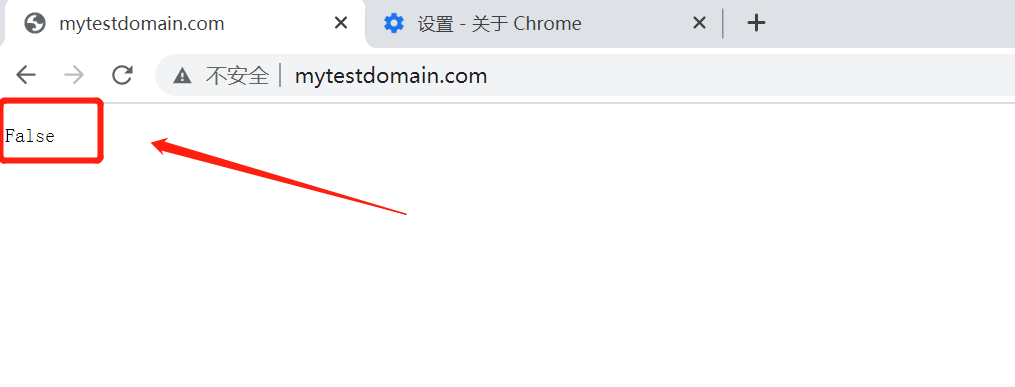 mytestdomain.com
设置 - 关于 Chrome
不安全 mytestdomain.com
False